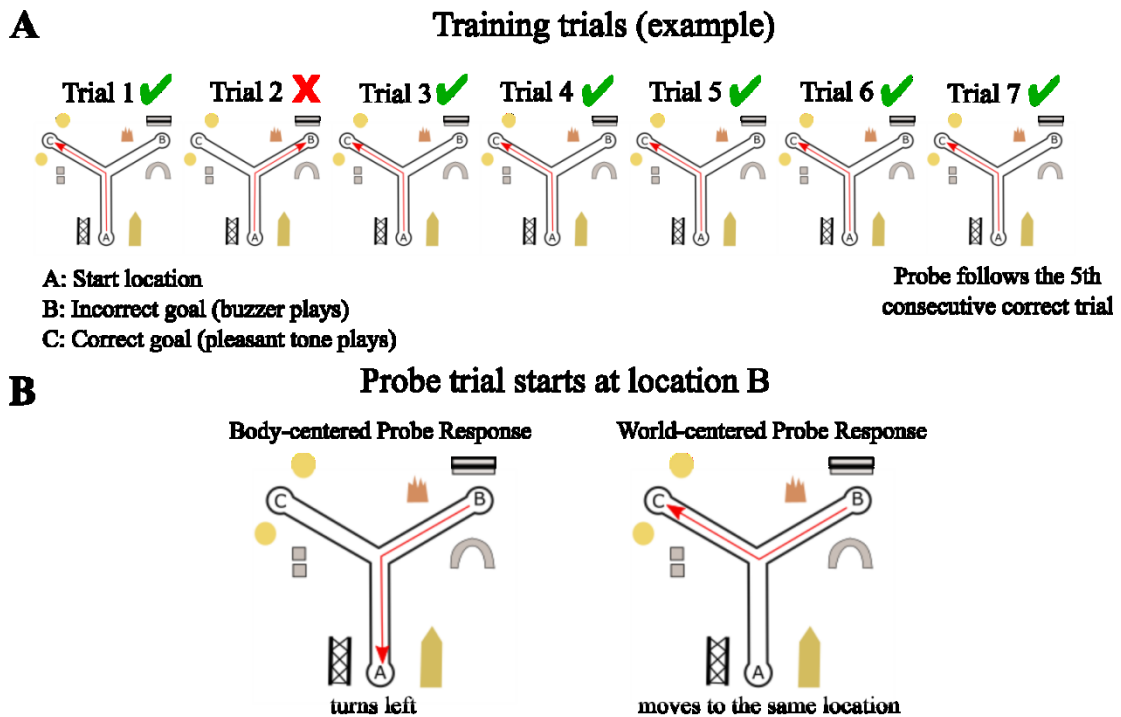 A
Training trials (example)
Trial 1 Trial 2 X Trial 3 Trial 4 Trial 5 Trial 6 Trial 7
C B C B C B C B C B C B C B
A A A A A A A
A: Start location
B: Incorrect goal (buzzer plays)
C: Correct goal (pleasant tone plays)
Probe follows the 5th
consecutive correct trial
B
Probe trial starts at location B
Body-centered Probe Response
C B
A
turns left
World-centered Probe Response
C B
A
moves to the same location